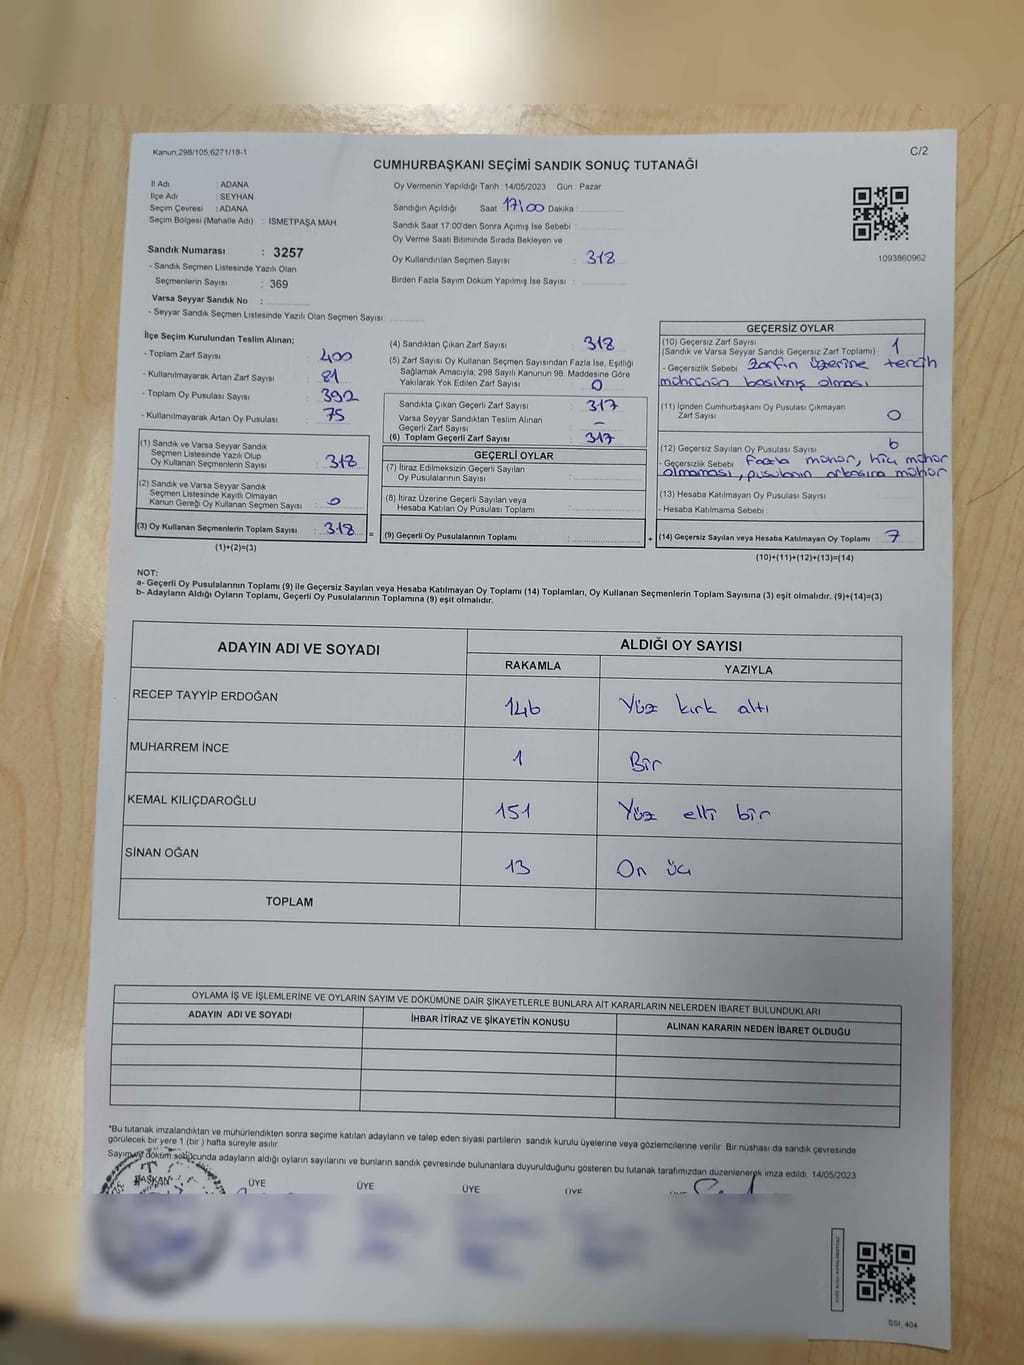 Kanun:298/105;6271/18-1
C/2
CUMHURBAŞKANI SEÇİMİ SANDIK SONUÇ TUTANAĞI
İl Adı : ADANA
İlçe Adı : SEYHAN
Seçim Çevresi : ADANA
Seçim Bölgesi (Mahalle Adı) : İSMETPAŞA MAH.
Oy Vermenin Yapıldığı Tarih :14/05/2023 Gün : Pazar
Sandığın Açıldığı Saat :17\00 Dakika :
Sandık Saat 17:00'den Sonra Açımış İse Sebebi :
Oy Verme Saati Bitiminde Sırada Bekleyen ve
Oy Kullandırılan Seçmen Sayısı : 318
Birden Fazla Sayım Döküm Yapılmış İse Sayısı :
1093860962
Sandık Numarası : 3257
- Sandık Seçmen Listesinde Yazılı Olan
Seçmenlerin Sayısı : 369
Varsa Seyyar Sandık No :
- Seyyar Sandık Seçmen Listesinde Yazılı Olan Seçmen Sayısı:
İlçe Seçim Kurulundan Teslim Alınan;
- Toplam Zarf Sayısı : 400
- Kullanılmayarak Artan Zarf Sayısı : 81
- Toplam Oy Pusulası Sayısı : 392
- Kullanılmayarak Artan Oy Pusulası : 75
(1) Sandık ve Varsa Seyyar Sandık
Seçmen Listesinde Yazılı Olup
Oy Kullanan Seçmenlerin Sayısı : 318
(2) Sandık ve Varsa Seyyar Sandık
Seçmen Listesinde Kayıtlı Olmayan
Kanun Gereği Oy Kullanan Seçmen Sayısı : 0
(3) Oy Kullanan Seçmenlerin Toplam Sayısı : 318 =
(1)+(2)=(3)
(4) Sandıktan Çıkan Zarf Sayısı : 318
(5) Zarf Sayısı Oy Kullanan Seçmen Sayısından Fazla İse, Eşitliği
Sağlamak Amacıyla; 298 Sayılı Kanunun 98. Maddesine Göre
Yakılarak Yok Edilen Zarf Sayısı : 0
Sandıkta Çıkan Geçerli Zarf Sayısı : 317
Varsa Seyyar Sandıktan Teslim Alınan
Geçerli Zarf Sayısı : –
(6) Toplam Geçerli Zarf Sayısı : 317
GEÇERLİ OYLAR
(7) İtiraz Edilmeksizin Geçerli Sayılan
Oy Pusulalarının Sayısı :
(8) İtiraz Üzerine Geçerli Sayılan veya
Hesaba Katılan Oy Pusulası Toplamı :
(9) Geçerli Oy Pusulalarının Toplamı : +
GEÇERSİZ OYLAR
(10) Geçersiz Zarf Sayısı
(Sandık ve Varsa Seyyar Sandık Geçersiz Zarf Toplamı) : 1
- Geçersizlik Sebebi : Zarfın üzerine tercih
mührünün basılmış olması
(11) İçinden Cumhurbaşkanı Oy Pusulası Çıkmayan
Zarf Sayısı 0
(12) Geçersiz Sayılan Oy Pusulası Sayısı : 6
- Geçersizlik Sebebi : Fazla mühür, hiç mühür
olmaması, pusulanın arkasına mühür
(13) Hesaba Katılmayan Oy Pusulası Sayısı
- Hesaba Katılmama Sebebi :
(14) Geçersiz Sayılan veya Hesaba Katılmayan Oy Toplamı : 7
(10)+(11)+(12)+(13)=(14)
NOT:
a- Geçerli Oy Pusulalarının Toplamı (9) ile Geçersiz Sayılan veya Hesaba Katılmayan Oy Toplamı (14) Toplamları, Oy Kullanan Seçmenlerin Toplam Sayısına (3) eşit olmalıdır. (9)+(14)=(3)
b- Adayların Aldığı Oyların Toplamı, Geçerli Oy Pusulalarının Toplamına (9) eşit olmalıdır.
ADAYIN ADI VE SOYADI
ALDIĞI OY SAYISI
RAKAMLA YAZIYLA
RECEP TAYYİP ERDOĞAN 146 Yüz kırk altı
MUHARREM İNCE 1 Bir
KEMAL KILIÇDAROĞLU 151 Yüz elli bir
SİNAN OĞAN 13 On üç
TOPLAM
OYLAMA İŞ VE İŞLEMLERİNE VE OYLARIN SAYIM VE DÖKÜMÜNE DAİR ŞİKAYETLERLE BUNLARA AİT KARARLARIN NELERDEN İBARET BULUNDUKLARI
ADAYIN ADI VE SOYADI İHBAR İTİRAZ VE ŞİKAYETİN KONUSU ALINAN KARARIN NEDEN İBARET OLDUĞU
*Bu tutanak imzalandıktan ve mühürlendikten sonra seçime katılan adayların ve talep eden siyasi partilerin sandık kurulu üyelerine veya gözlemcilerine verilir. Bir nüshası da sandık çevresinde
görülecek bir yere 1 (bir ) hafta süreyle asılır.
Sayım ve döküm sonucunda adayların aldığı oyların sayılarını ve bunların sandık çevresinde bulunanlara duyurulduğunu gösteren bu tutanak tarafımızdan düzenlenerek imza edildi. 14/05/2023
BAŞKAN ÜYE ÜYE ÜYE ÜYE
SSI_404